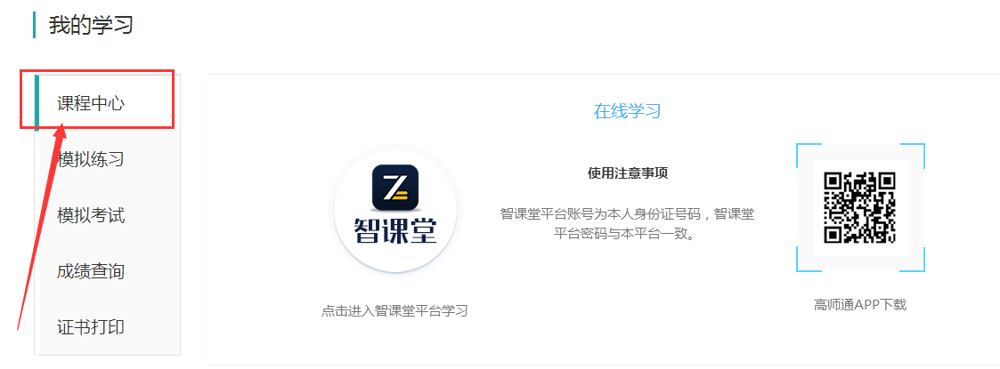 我的学习
课程中心
模拟练习
模拟考试
成绩查询
证书打印
在线学习
智课堂
点击进入智课堂平台学习
使用注意事项
智课堂平台账号为本人身份证号码，智课堂
平台密码与本平台一致。
高师通APP下载